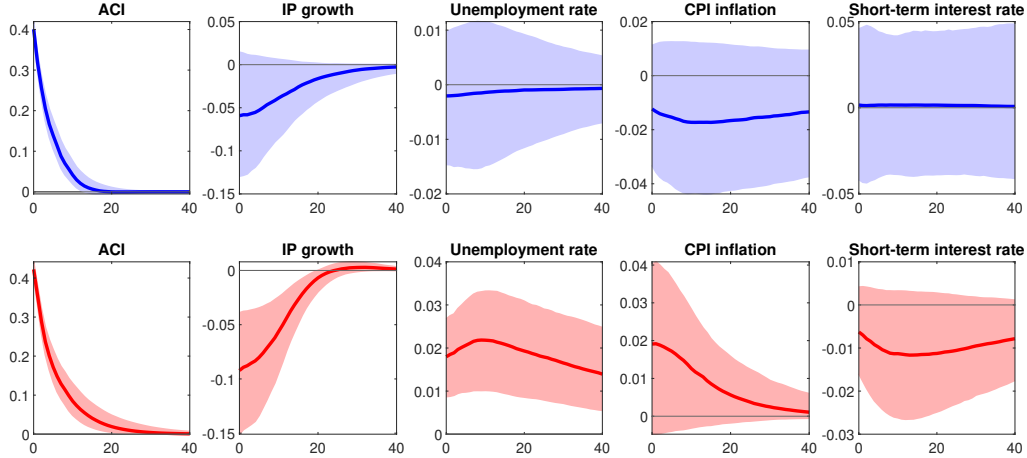 ACI IP growth Unemployment rate CPI inflation Short-term interest rate
0.4 0.05 0.01 0.02 0.05
0.3 0 0 0 0
0.2 -0.05 -0.01 -0.02 -0.05
0.1 -0.1 -0.02 -0.04
0 -0.15
0 20 40 0 20 40 0 20 40 0 20 40 0 20 40
ACI IP growth Unemployment rate CPI inflation Short-term interest rate
0.4 0 0.04 0.04 0.01
0.3 -0.05 0.03 0.03 0
0.2 -0.1 0.02 0.02 -0.01
0.1 -0.15 0.01 0.01 -0.02
0 0 0 -0.03
0 20 40 0 20 40 0 20 40 0 20 40 0 20 40